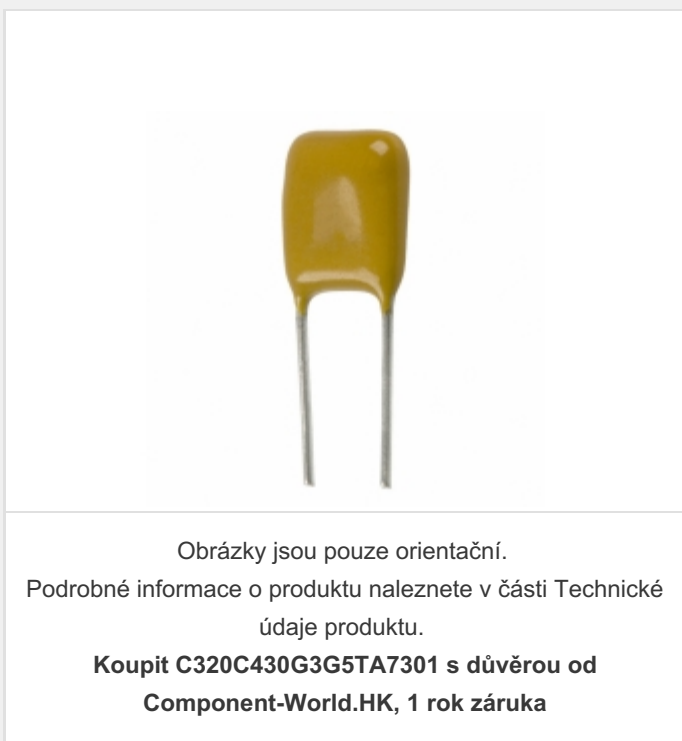 Obrázky jsou pouze orientační.
Podrobné informace o produktu naleznete v části Technické
údaje produktu.
Koupit C320C430G3G5TA7301 s důvěrou od
Component-World.HK, 1 rok záruka